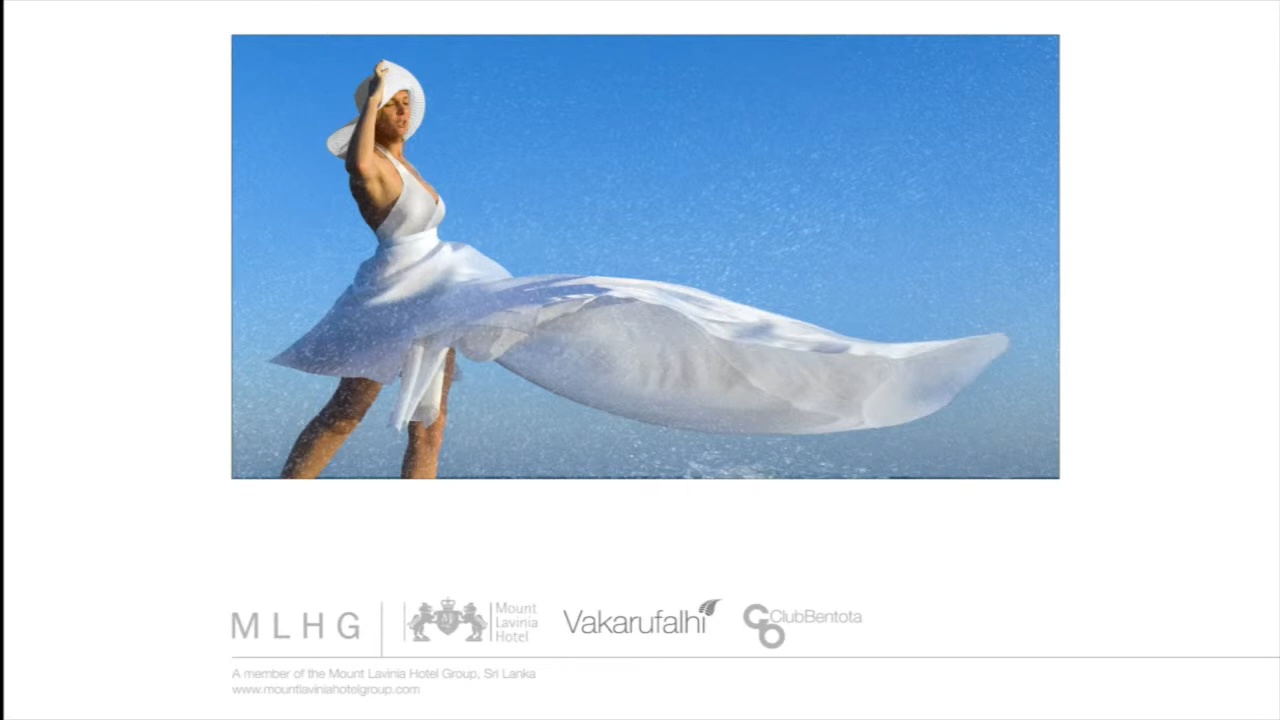 MLHG
Mount
Lavinia
Hotel
Vakarufalhi
ClubBentota
A member of the Mount Lavinia Hotel Group, Sri Lanka
www.mountlaviniahotelgroup.com